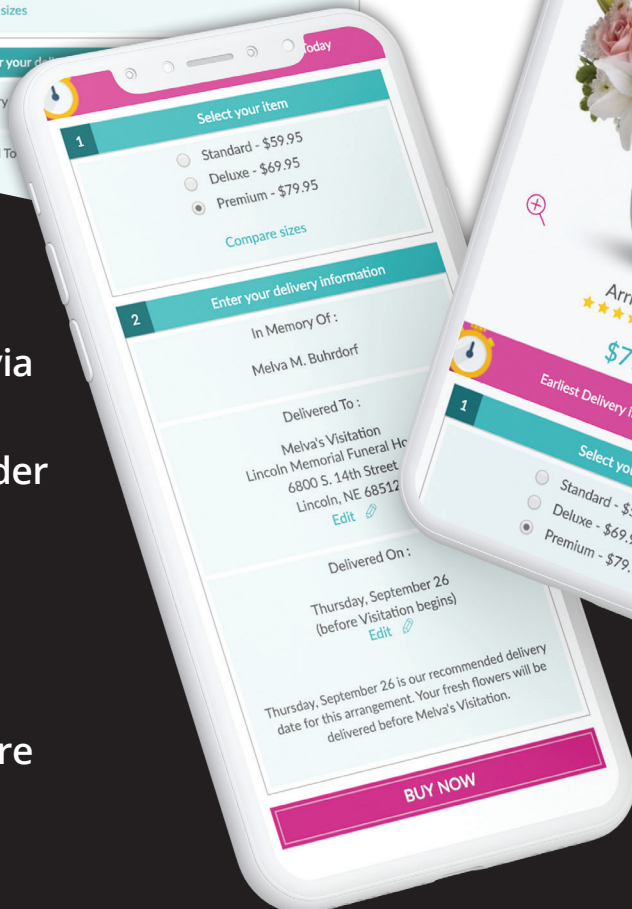 sizes
Today
1
Select your item
Standard - $59.95
Deluxe - $69.95
Premium - $79.95
Compare sizes
2
Enter your delivery information
In Memory Of :
Melva M. Buhrdorf
Delivered To :
Melva's Visitation
Lincoln Memorial Funeral
6800 S. 14th Street
Lincoln, NE 68512
Edit
Delivered On :
Thursday, September 26
(before Visitation begins)
Edit
Thursday, September 26 is our recommended delivery
date for this arrangement. Your fresh flowers will be
delivered before Melva's Visitation.
BUY NOW
via
der
re
Earliest Delivery
1
Select
Standard -
Deluxe - $69.
Premium - $79.